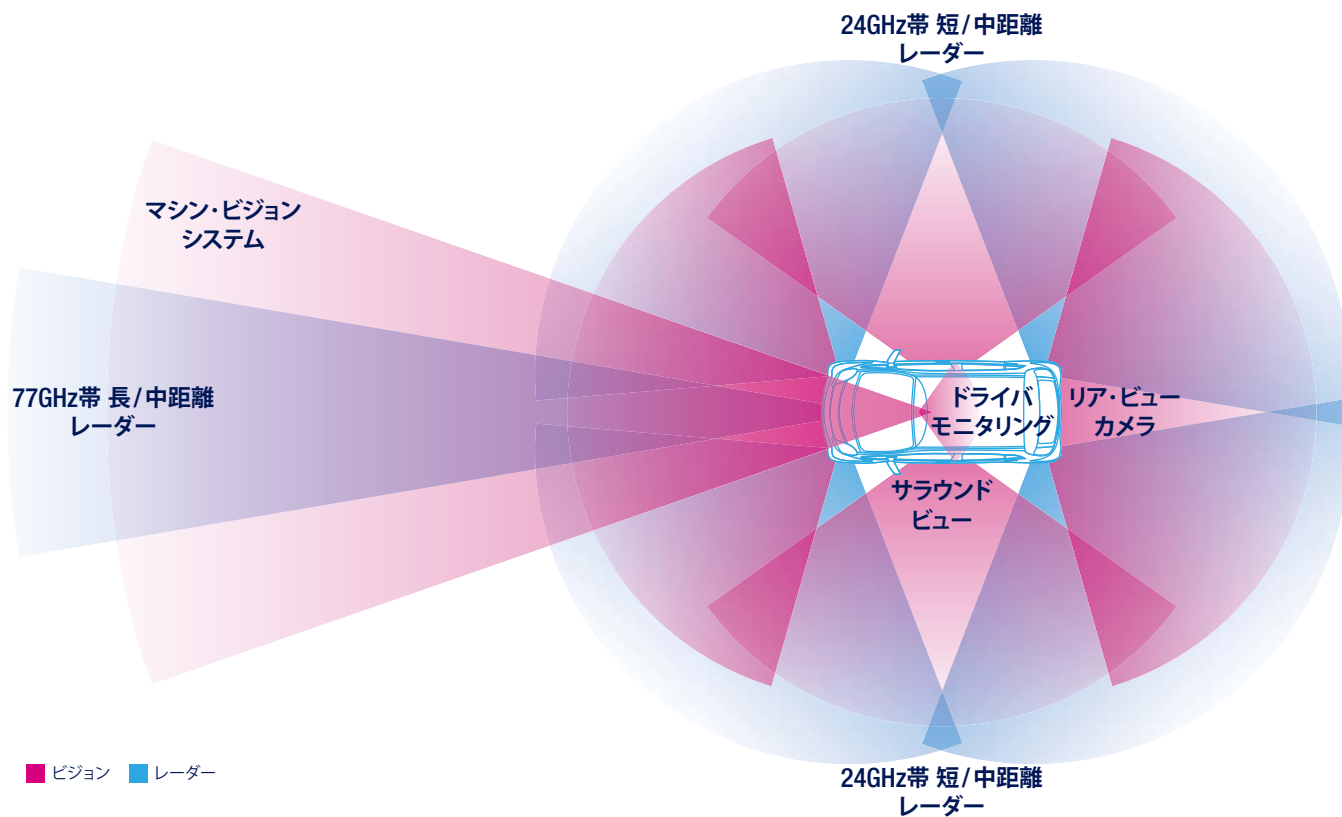 24GHz帯 短/中距離
レーダー
マシン・ビジョン
システム
77GHz帯 長/中距離
レーダー
ドライバ
モニタリング
リア・ビュー
カメラ
サラウンド
ビュー
ビジョン
レーダー
24GHz帯 短/中距離
レーダー